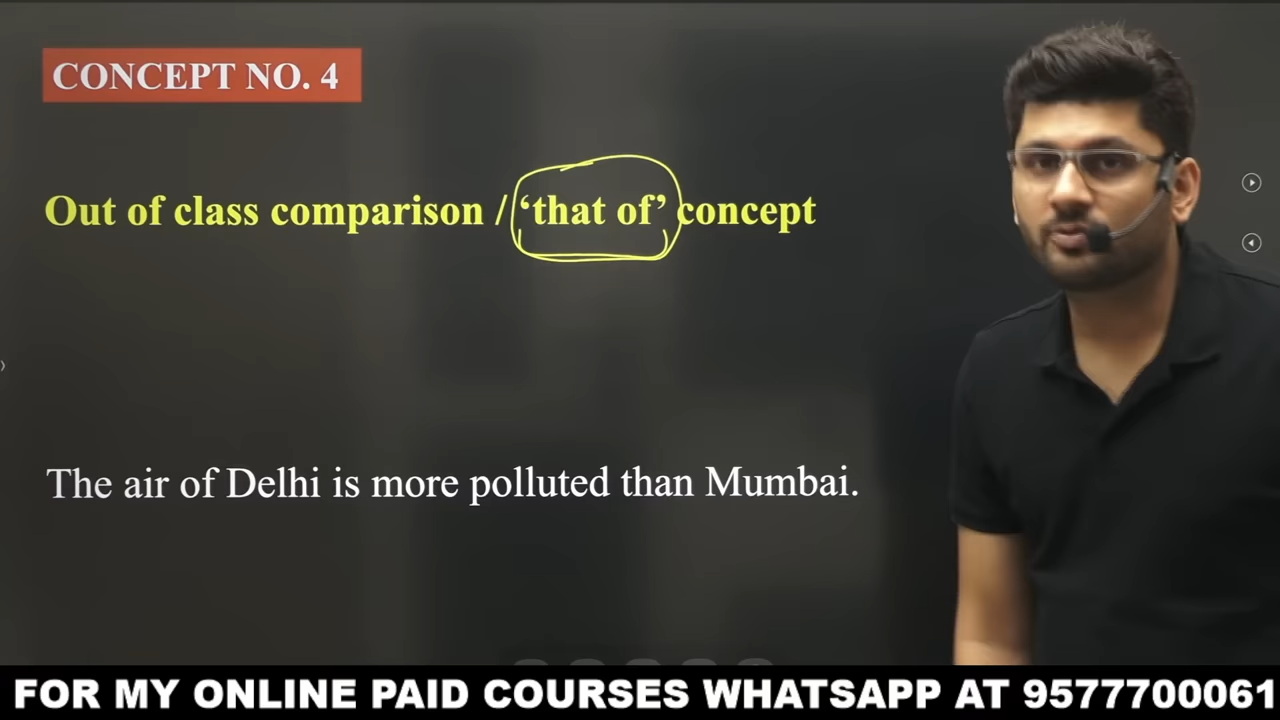 CONCEPT NO. 4
Out of class comparison / ‘that of’ concept
The air of Delhi is more polluted than Mumbai.
FOR MY ONLINE PAID COURSES WHATSAPP AT 9577700061